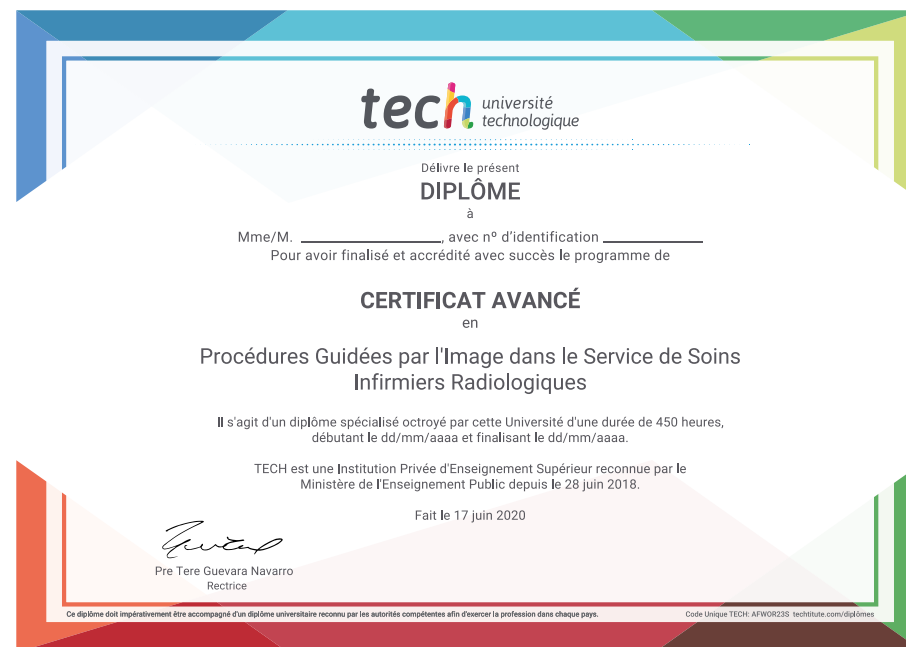 tech université
technologique
Délivre le présent
DIPLÔME
à
Mme/M. ____________________, avec nº d'identification ______________
Pour avoir finalisé et accrédité avec succès le programme de
CERTIFICAT AVANCÉ
en
Procédures Guidées par l'Image dans le Service de Soins
Infirmiers Radiologiques
Il s'agit d'un diplôme spécialisé octroyé par cette Université d'une durée de 450 heures,
débutant le dd/mm/aaaa et finalisant le dd/mm/aaaa.
TECH est une Institution Privée d'Enseignement Supérieur reconnue par le
Ministère de l'Enseignement Public depuis le 28 juin 2018.
Fait le 17 juin 2020
Pre Tere Guevara Navarro
Rectrice
Ce diplôme doit impérativement être accompagné d'un diplôme universitaire reconnu par les autorités compétentes afin d'exercer la profession dans chaque pays.
Code Unique TECH: AFWOR23S techtitute.com/diplômes